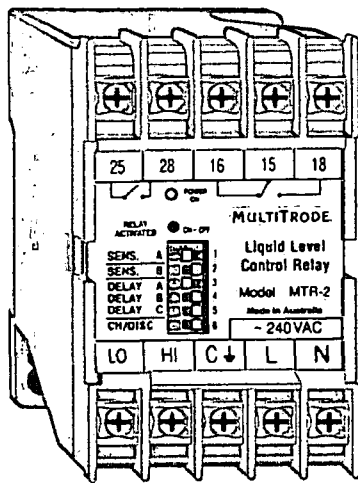 25 28 16 15 18
POWER ON
RELAY ACTIVATED
ON - OFF
MULTITRODE
Liquid Level
Control Relay
Model MTR-2
Made in Australia
~ 240VAC
SENS. A 1
SENS. B 2
DELAY A 3
DELAY B 4
DELAY C 5
CH/DISC 6
LO HI C⏚ L N